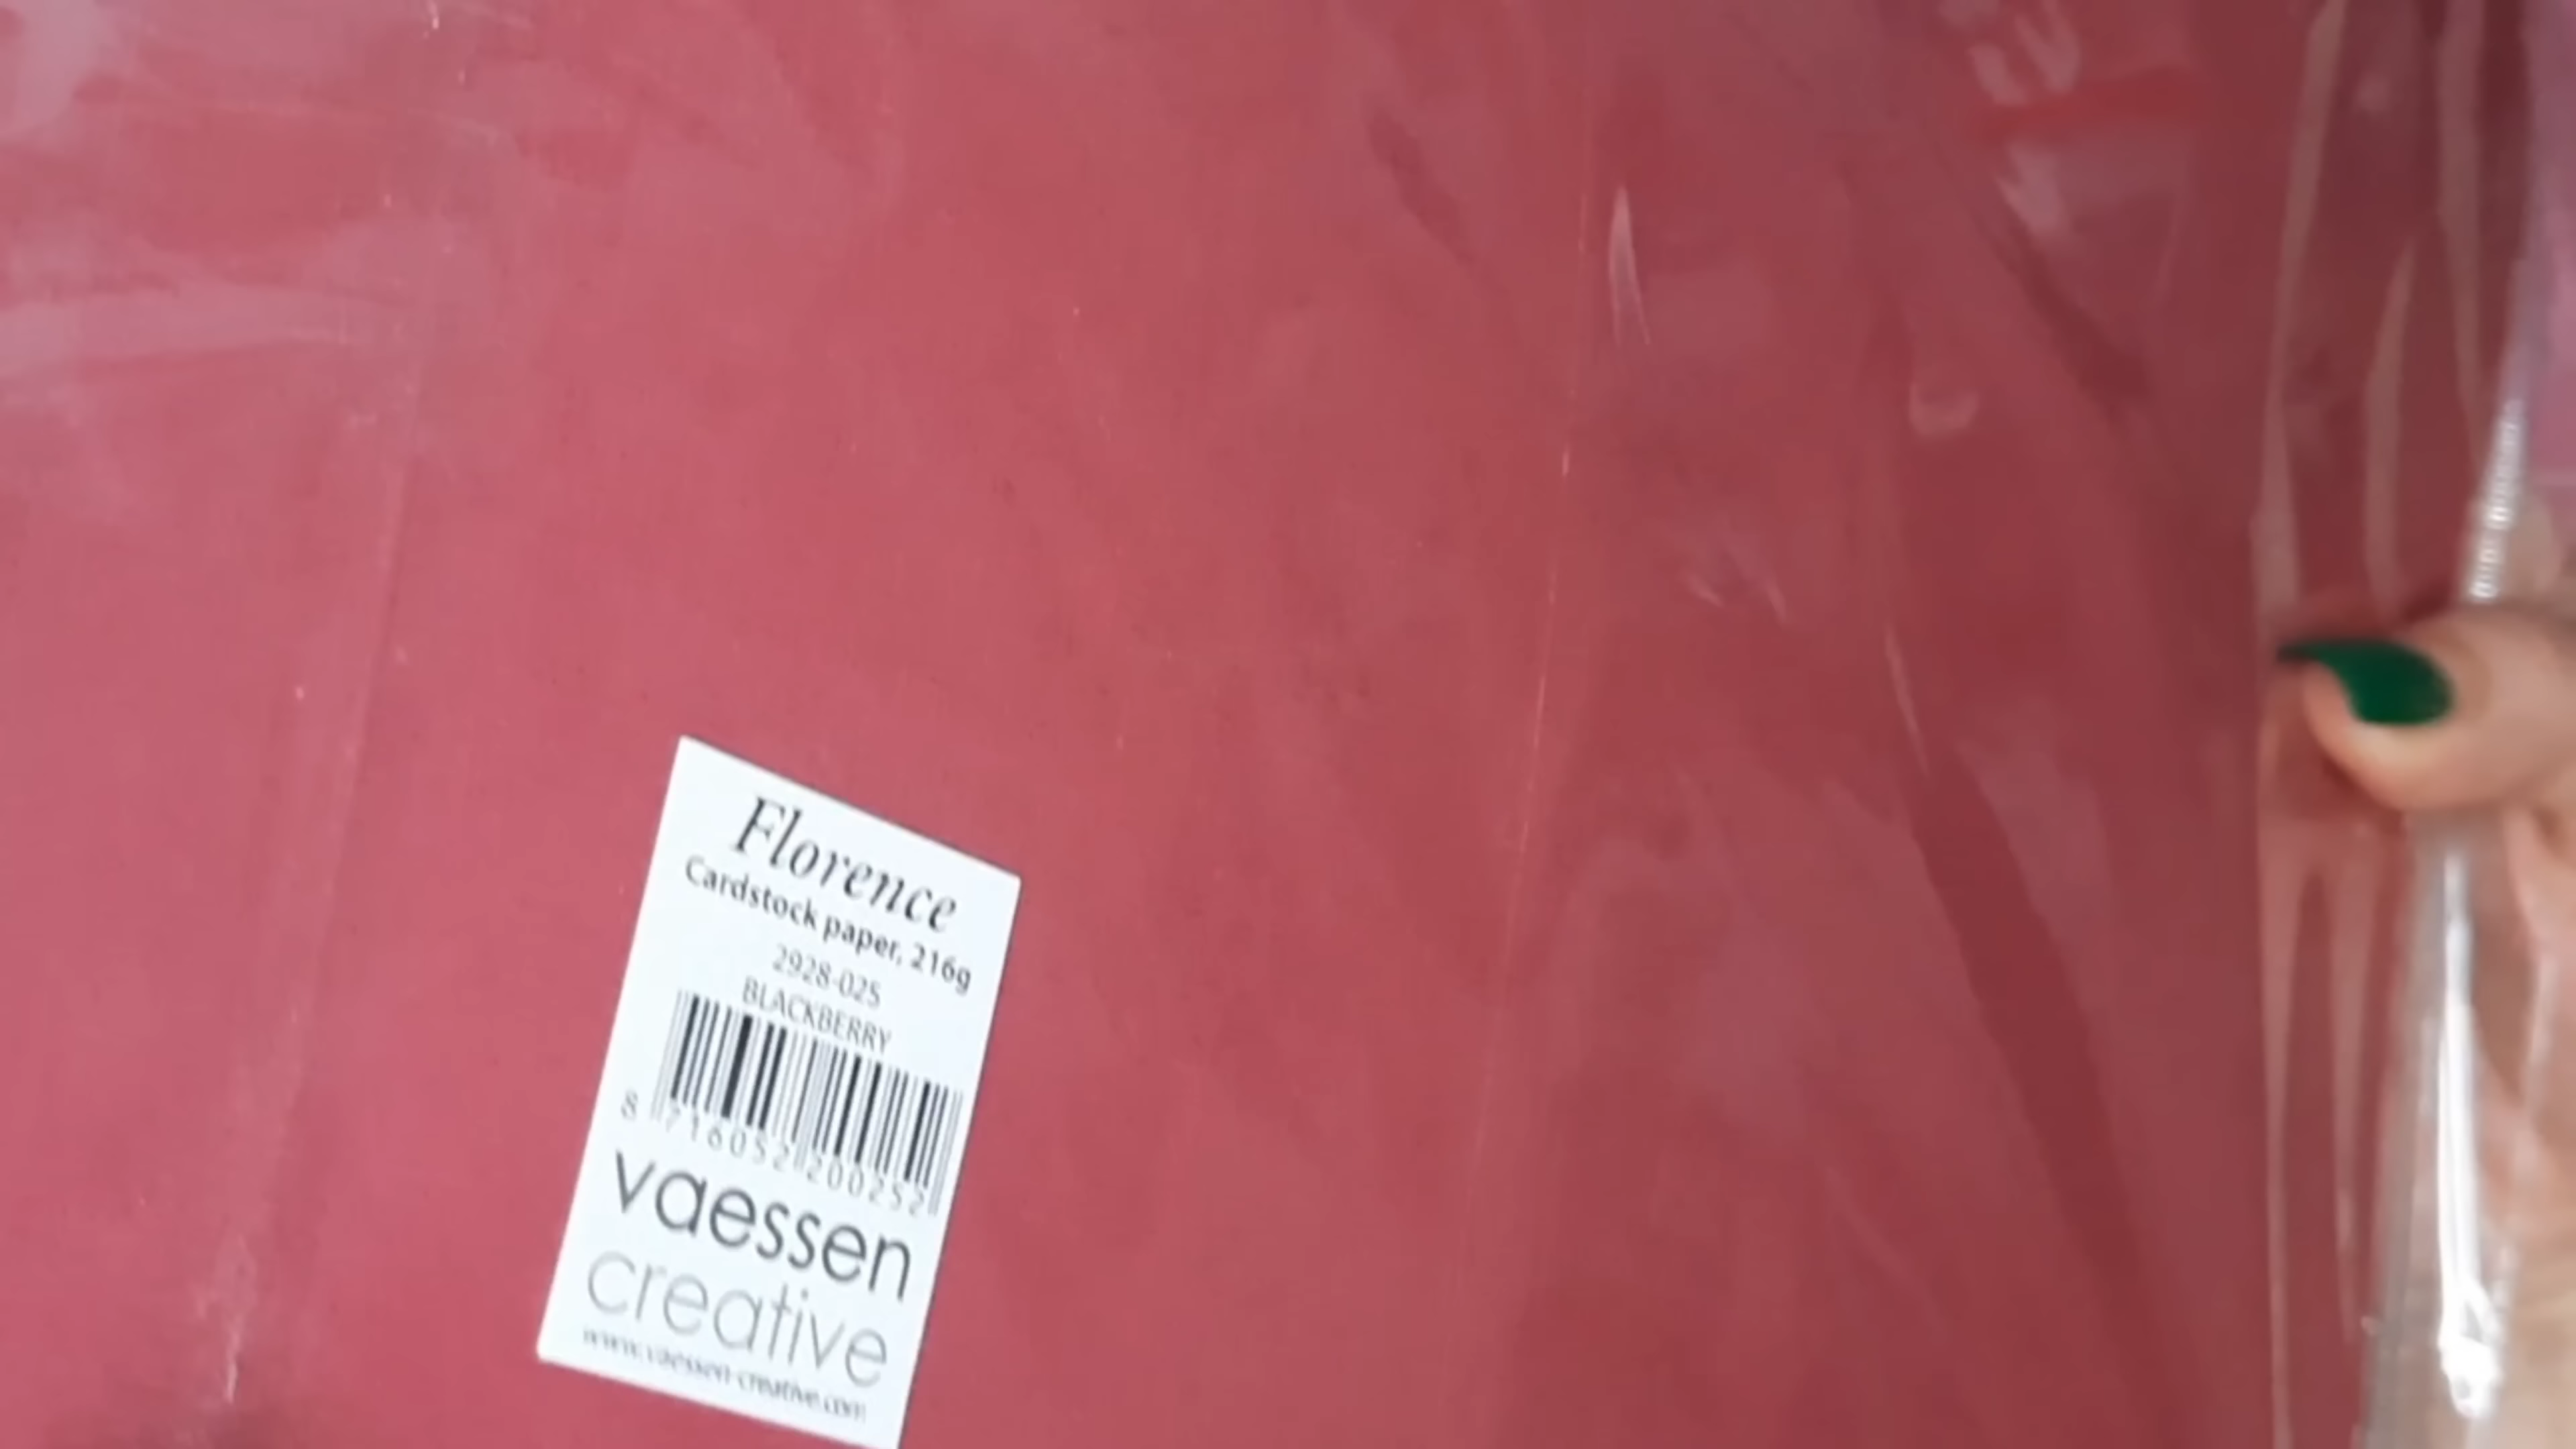 Florence
Cardstock paper, 216g
2928-025
BLACKBERRY
8 716052 200252
vaessen
creative
www.vaessen-creative.com